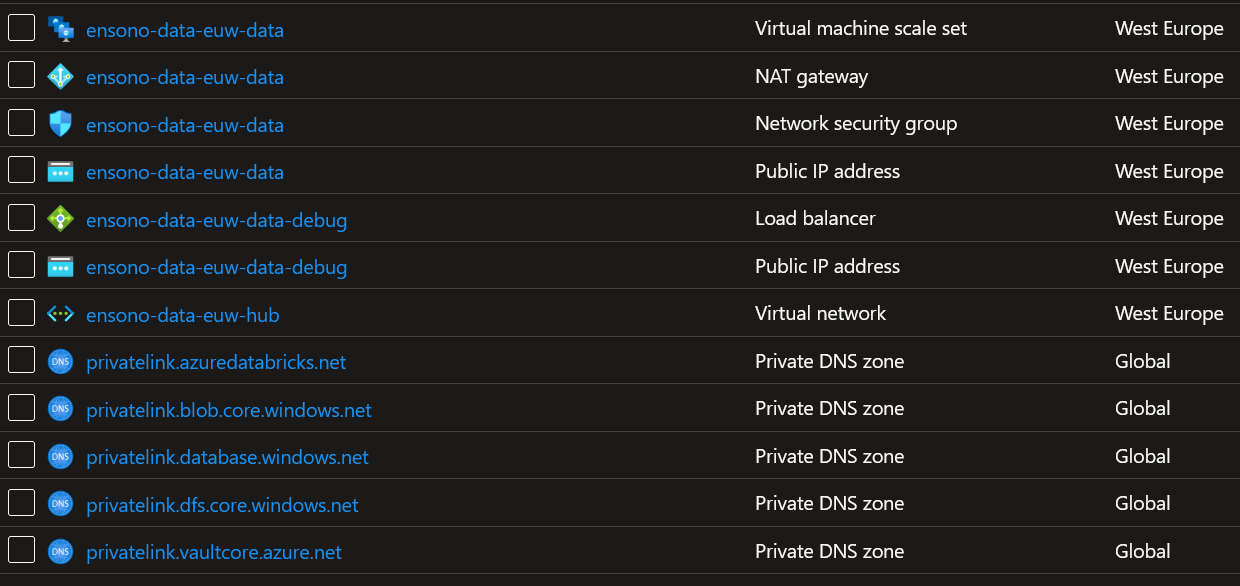 ensono-data-euw-data Virtual machine scale set West Europe
ensono-data-euw-data NAT gateway West Europe
ensono-data-euw-data Network security group West Europe
ensono-data-euw-data Public IP address West Europe
ensono-data-euw-data-debug Load balancer West Europe
ensono-data-euw-data-debug Public IP address West Europe
ensono-data-euw-hub Virtual network West Europe
DNS privatelink.azuredatabricks.net Private DNS zone Global
DNS privatelink.blob.core.windows.net Private DNS zone Global
DNS privatelink.database.windows.net Private DNS zone Global
DNS privatelink.dfs.core.windows.net Private DNS zone Global
DNS privatelink.vaultcore.azure.net Private DNS zone Global